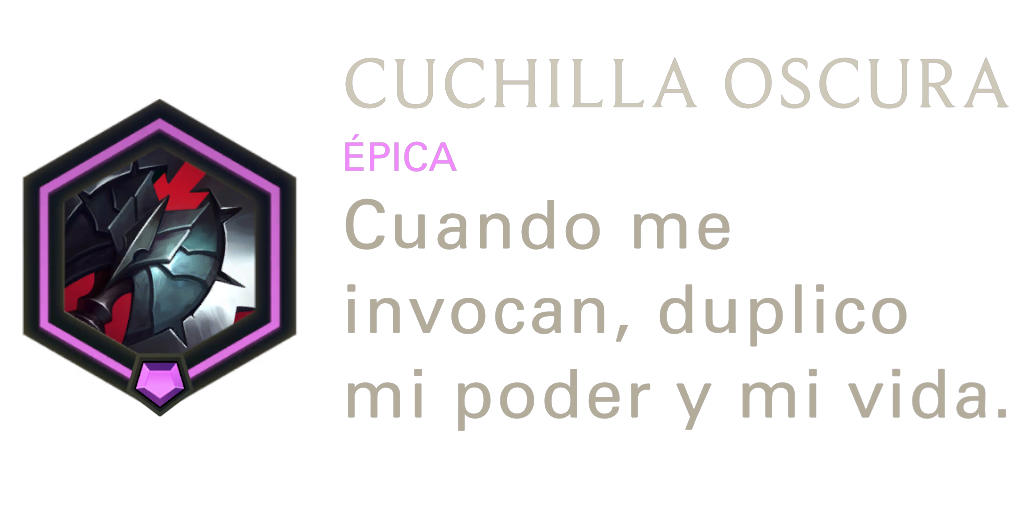 CUCHILLA OSCURA
ÉPICA
Cuando me
invocan, duplico
mi poder y mi vida.